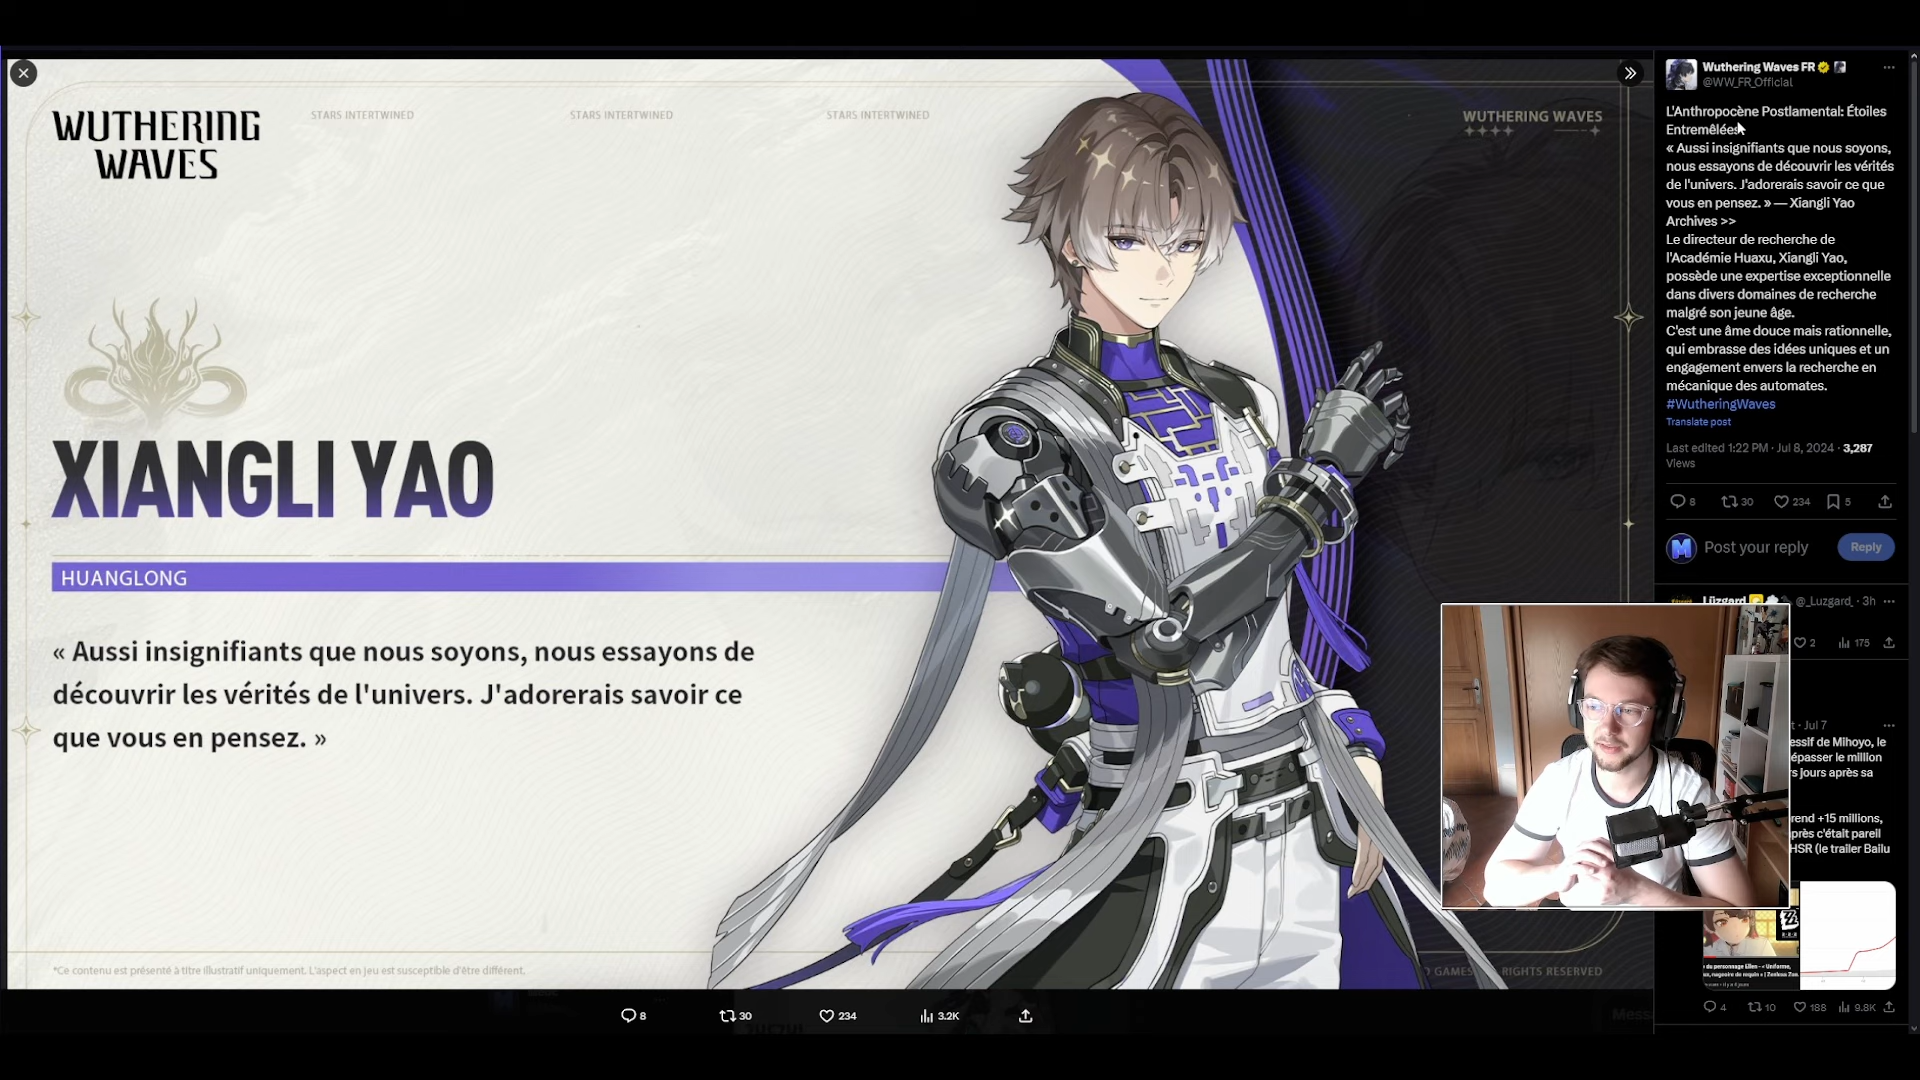 WUTHERING
WAVES
STARS INTERTWINED
STARS INTERTWINED
STARS INTERTWINED
WUTHERING WAVES
XIANGLI YAO
HUANGLONG
« Aussi insignifiants que nous soyons, nous essayons de
découvrir les vérités de l'univers. J'adorerais savoir ce
que vous en pensez. »
*Ce contenu est présenté à titre illustratif uniquement. L'aspect en jeu est susceptible d'être différent.
GAMES
RIGHTS RESERVED
8
30
234
3.2K
Wuthering Waves FR
@WW_FR_Official
L'Anthropocène Postlamental: Étoiles
Entremêlées
« Aussi insignifiants que nous soyons,
nous essayons de découvrir les vérités
de l'univers. J'adorerais savoir ce que
vous en pensez. » — Xiangli Yao
Archives >>
Le directeur de recherche de
l'Académie Huaxu, Xiangli Yao,
possède une expertise exceptionnelle
dans divers domaines de recherche
malgré son jeune âge.
C'est une âme douce mais rationnelle,
qui embrasse des idées uniques et un
engagement envers la recherche en
mécanique des automates.
#WutheringWaves
Translate post
Last edited 1:22 PM · Jul 8, 2024 · 3,287
Views
8
30
234
5
Post your reply
Reply
Lüzgard @_Luzgard_ · 3h
2
175
· Jul 7
essif de Mihoyo, le
épasser le million
s jours après sa
rend +15 millions,
près c'était pareil
HSR (le trailer Bailu
du personnage Ellen - « Uniforme,
4
10
188
9.8K